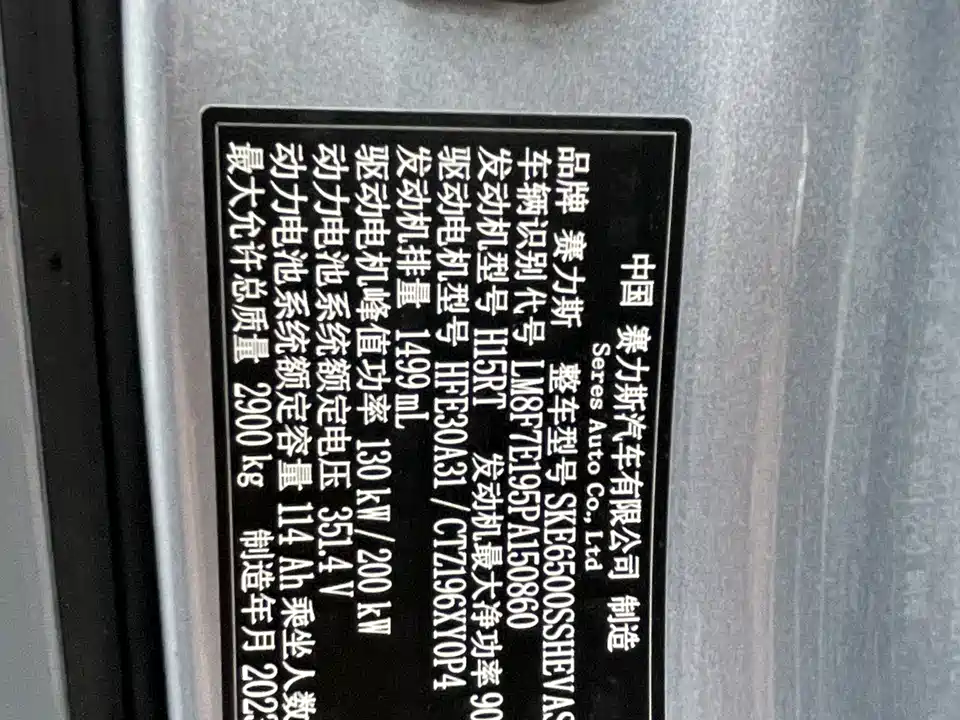 中国 赛力斯汽车有限公司 制造
Seres Auto Co., Ltd
品牌 赛力斯 整车型号 SKE6500SSHEVAS
车辆识别代号 LM8F7E195PA150860
发动机型号 H15RT 发动机最大净功率 90
驱动电机型号 HFE30A31 / CTZ196XY0P4
发动机排量 1499 mL
驱动电机峰值功率 130 kW / 200 kW
动力电池系统额定电压 351.4 V
动力电池系统额定容量 114 Ah 乘坐人数
最大允许总质量 2900 kg 制造年月 2023